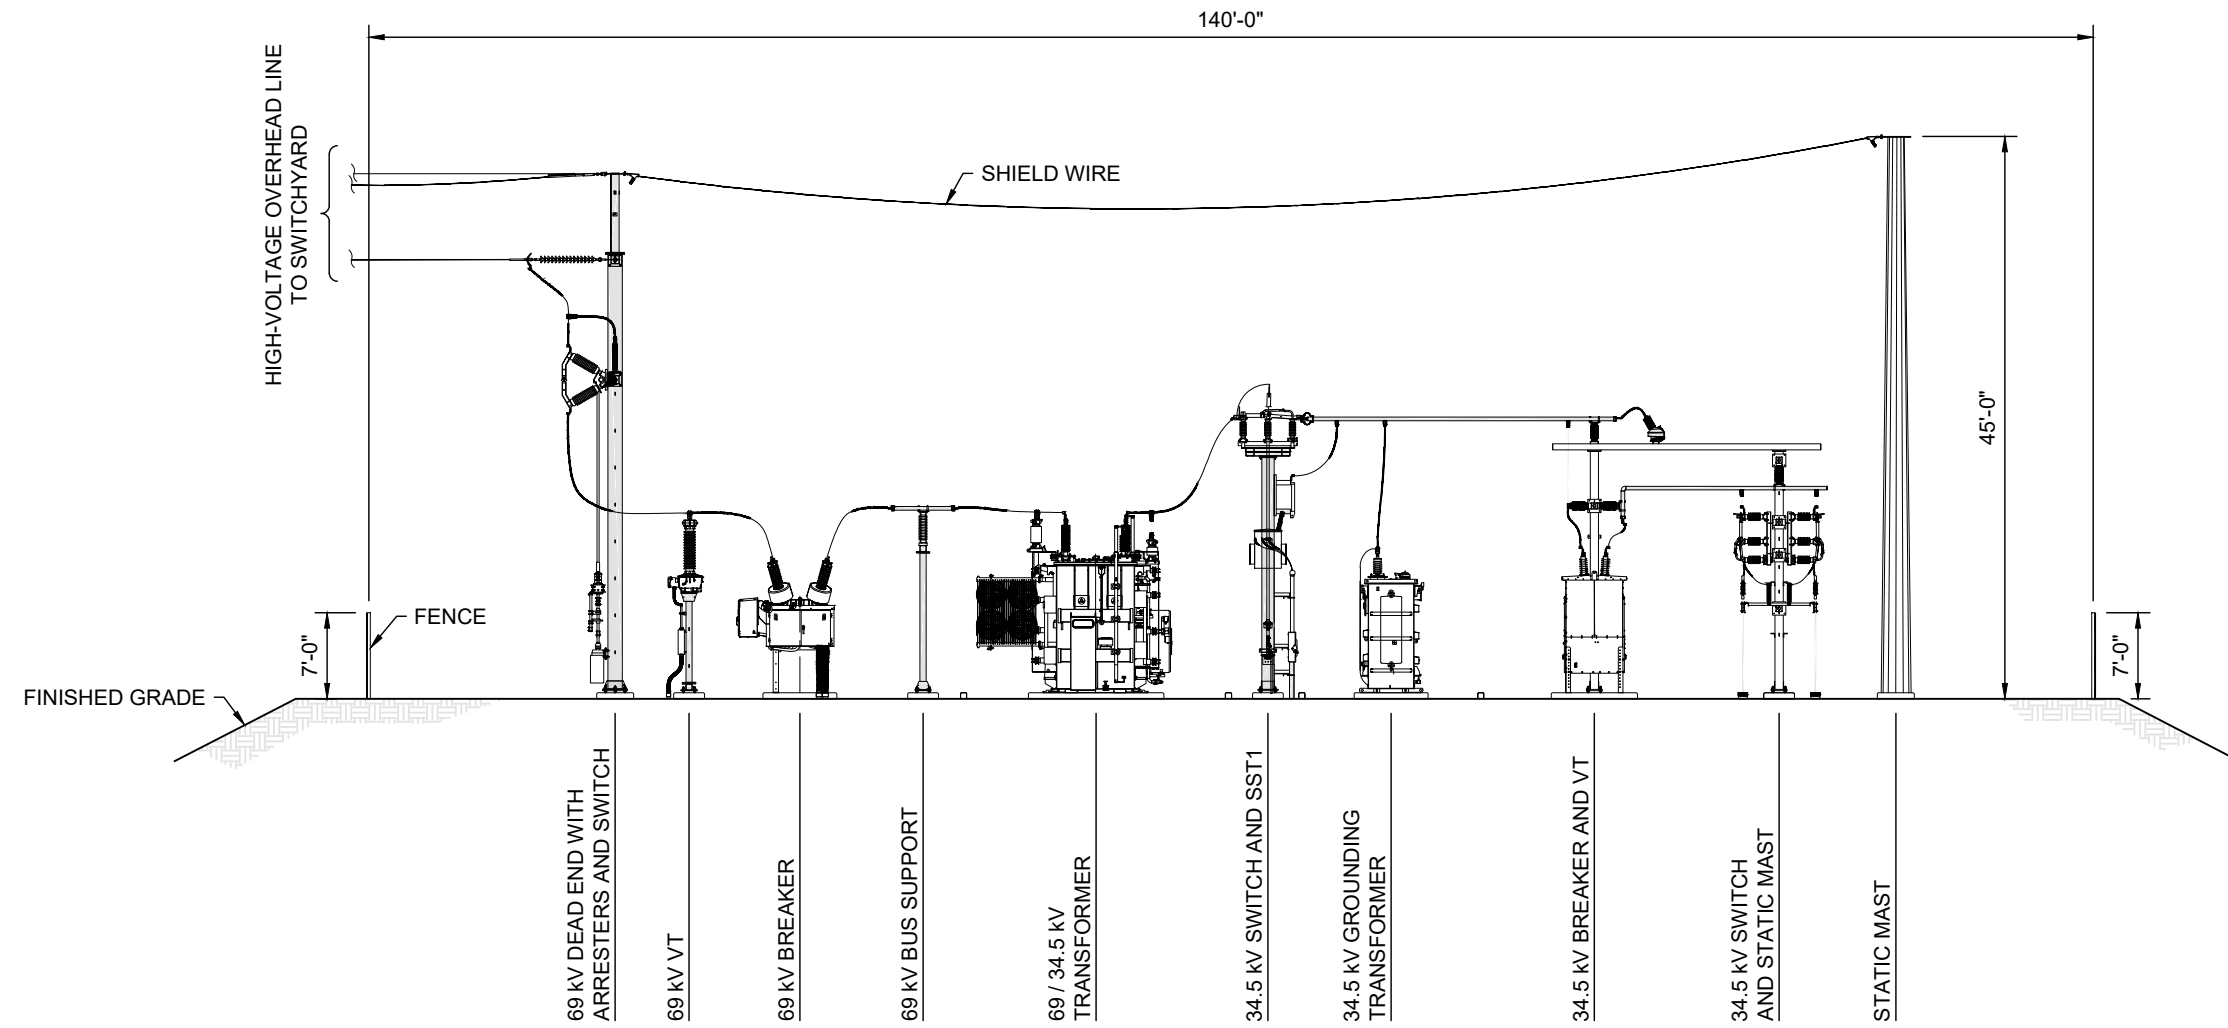 140'-0"
HIGH-VOLTAGE OVERHEAD LINE
TO SWITCHYARD
SHIELD WIRE
45'-0"
FENCE
7'-0"
7'-0"
FINISHED GRADE
69 kV DEAD END WITH
ARRESTERS AND SWITCH
69 kV VT
69 kV BREAKER
69 kV BUS SUPPORT
69 / 34.5 kV
TRANSFORMER
34.5 kV SWITCH AND SST1
34.5 kV GROUNDING
TRANSFORMER
34.5 kV BREAKER AND VT
34.5 kV SWITCH
AND STATIC MAST
STATIC MAST